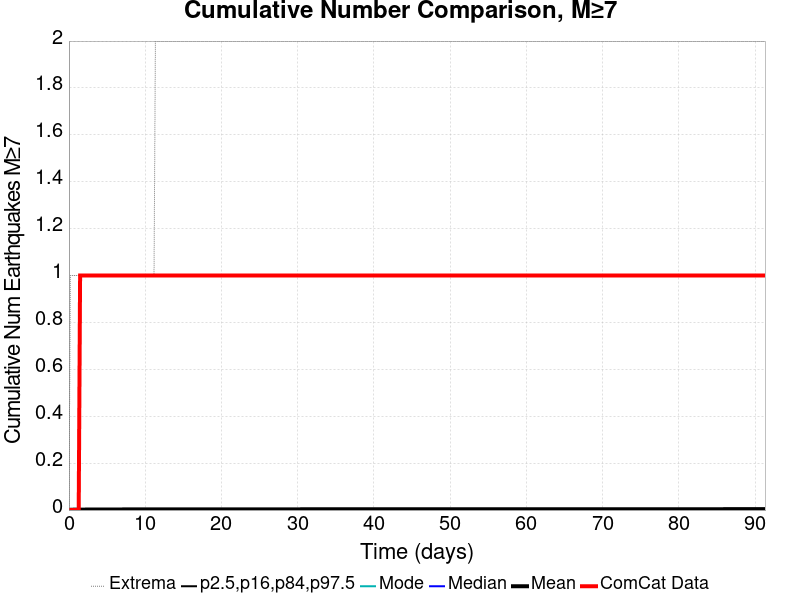 Cumulative Number Comparison, M≥7
Cumulative Num Earthquakes M≥7
2
1.8
1.6
1.4
1.2
1
0.8
0.6
0.4
0.2
0
0 10 20 30 40 50 60 70 80 90
Time (days)
Extrema p2.5,p16,p84,p97.5 Mode Median Mean ComCat Data